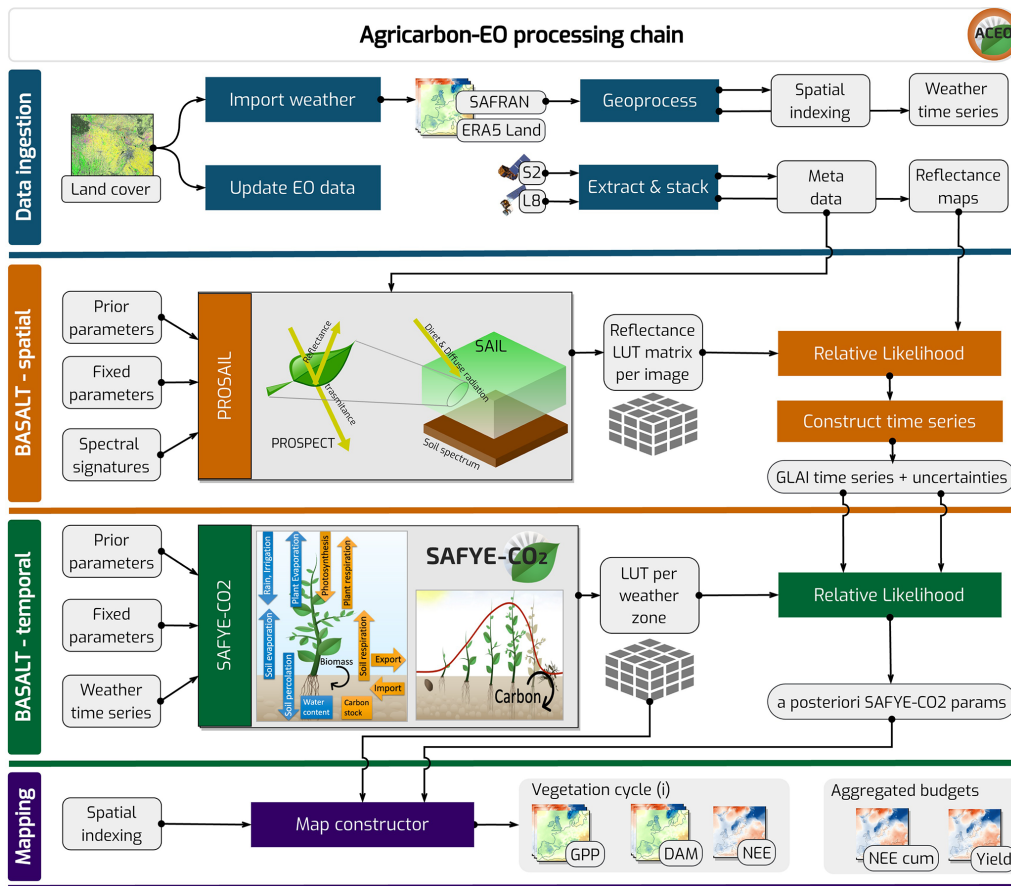 Agricarbon-EO processing chain
ACEO
Data ingestion
Import weather
SAFRAN
ERA5 Land
Geoprocess
Spatial
indexing
Weather
time series
Land cover
Update EO data
S2
L8
Extract & stack
Meta
data
Reflectance
maps
BASALT - spatial
Prior
parameters
Fixed
parameters
Spectral
signatures
PROSAIL
Reflectance
trasmitance
PROSPECT
Diret & Diffuse radiation
SAIL
Soil spectrum
Reflectance
LUT matrix
per image
Relative Likelihood
Construct time series
GLAI time series + uncertainties
BASALT - temporal
Prior
parameters
Fixed
parameters
Weather
time series
SAFYE-CO2
Rain, Irrigation
Plant Evaporation
Photosynthesis
Plant respiration
Soil evaporation
Soil percolation
Biomass
Soil respiration
Export
Import
Water
content
Carbon
stock
SAFYE-CO2
Carbon
LUT per
weather
zone
Relative Likelihood
a posteriori SAFYE-CO2 params
Mapping
Spatial
indexing
Map constructor
Vegetation cycle (i)
GPP
DAM
NEE
Aggregated budgets
NEE cum
Yield